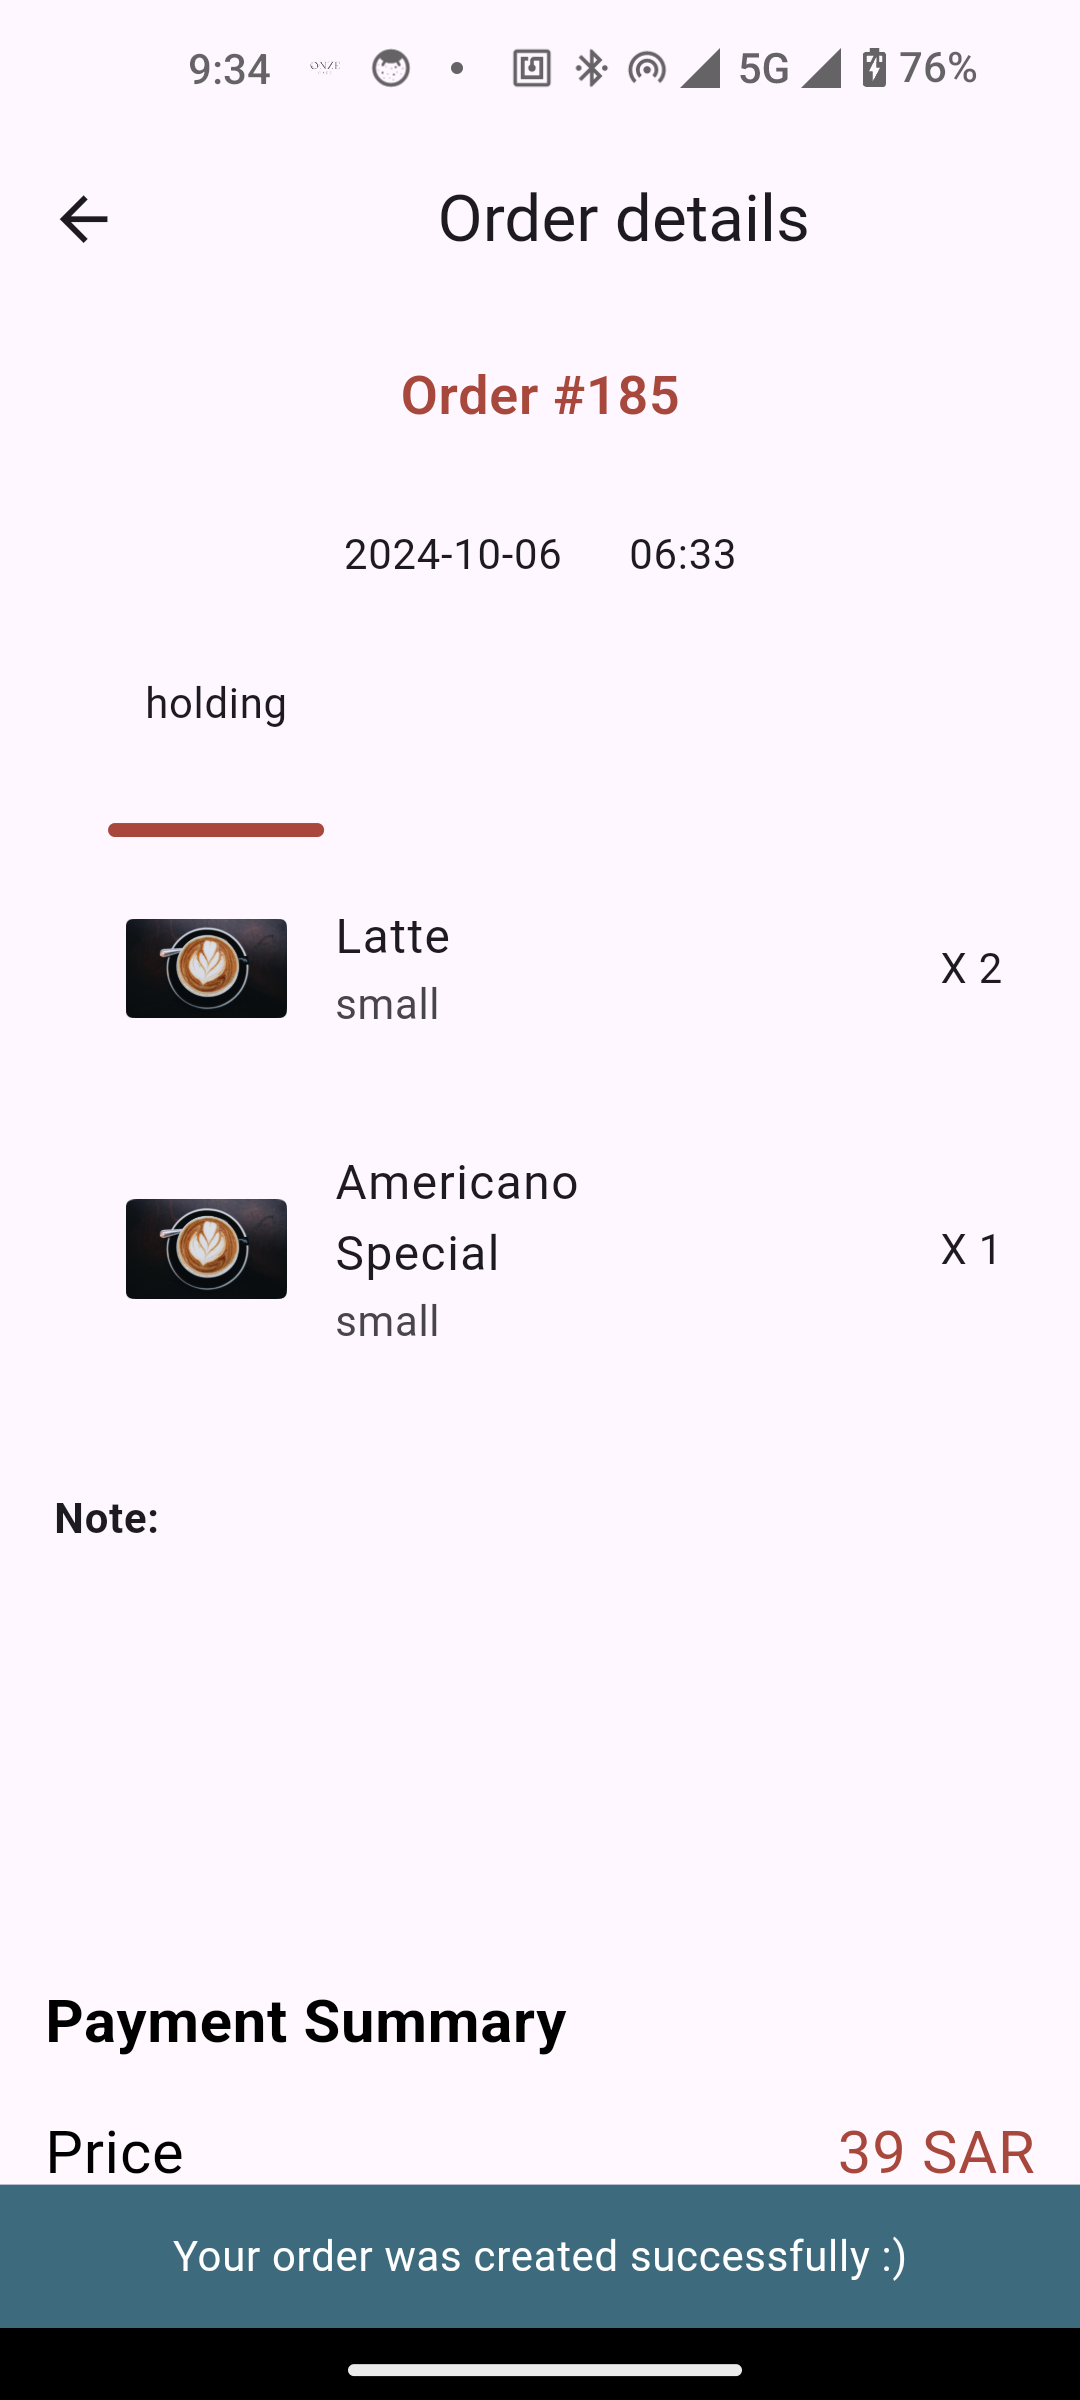 9:34 ONZE 5G 76%
Order details
Order #185
2024-10-06 06:33
holding
Latte
small
X 2
Americano
Special
small
X 1
Note:
Payment Summary
Price 39 SAR
Your order was created successfully :)